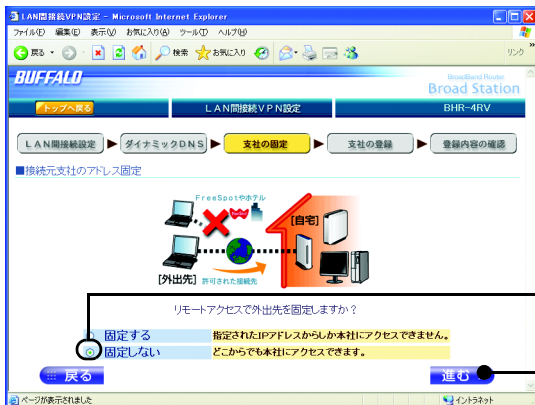 LAN間接続VPN設定 - Microsoft Internet Explorer
ファイル(F) 編集(E) 表示(V) お気に入り(A) ツール(T) ヘルプ(H)
戻る 検索 お気に入り リンク »
BUFFALO BroadBand Router Broad Station
トップへ戻る LAN間接続VPN設定 BHR-4RV
LAN間接続設定 ダイナミックDNS 支社の固定 支社の登録 登録内容の確認
■接続元支社のアドレス固定
FreeSpotやホテル
[自宅]
[外出先] 許可された接続先
リモートアクセスで外出先を固定しますか？
固定する 指定されたIPアドレスからしか本社にアクセスできません。
固定しない どこからでも本社にアクセスできます。
戻る 進む
ページが表示されました イントラネット